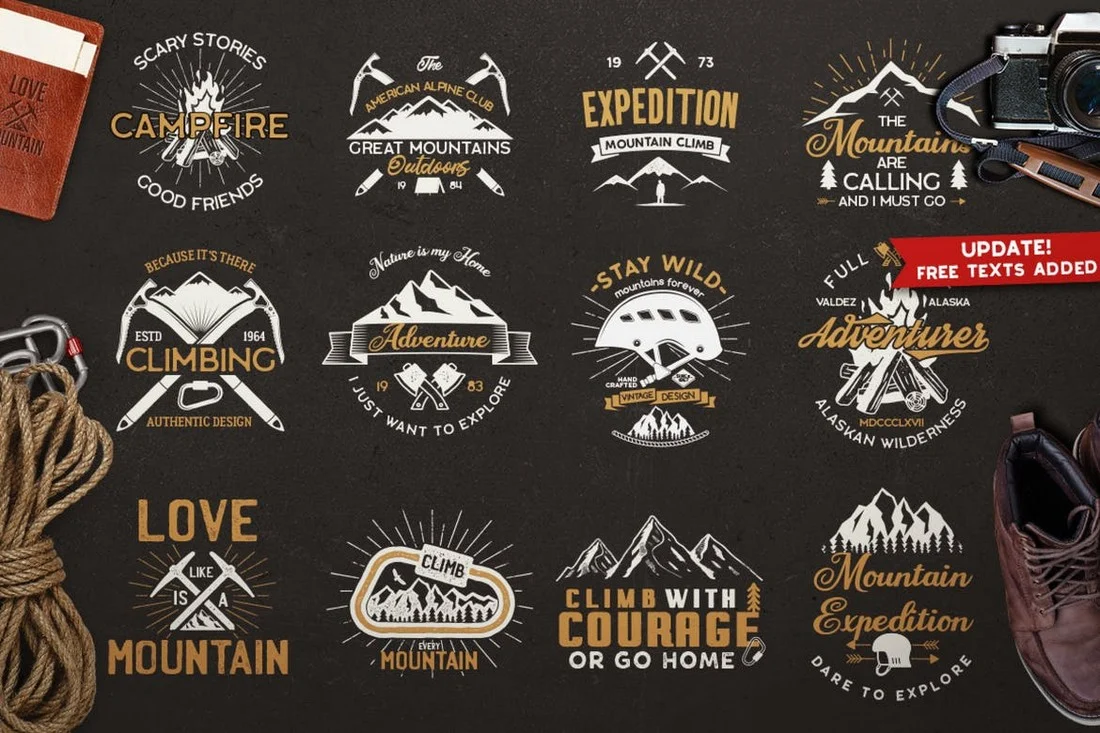 LOVE
MOUNTAIN
SCARY STORIES
CAMPFIRE
GOOD FRIENDS
The
AMERICAN ALPINE CLUB
GREAT MOUNTAINS
Outdoors
19 84
19 73
EXPEDITION
MOUNTAIN CLIMB
THE
Mountains
ARE
CALLING
AND I MUST GO
BECAUSE IT'S THERE
ESTD 1964
CLIMBING
AUTHENTIC DESIGN
Nature is my Home
Adventure
19 83
I JUST WANT TO EXPLORE
-STAY WILD-
mountains forever
HAND
CRAFTED
VINTAGE DESIGN
UPDATE!
FREE TEXTS ADDED
FULL
VALDEZ ALASKA
Adventurer
MDCCCLXVII
ALASKAN WILDERNESS
LOVE
LIKE
IS A
MOUNTAIN
CLIMB
EVERY
MOUNTAIN
CLIMB WITH
COURAGE
OR GO HOME
Mountain
Expedition
DARE TO EXPLORE